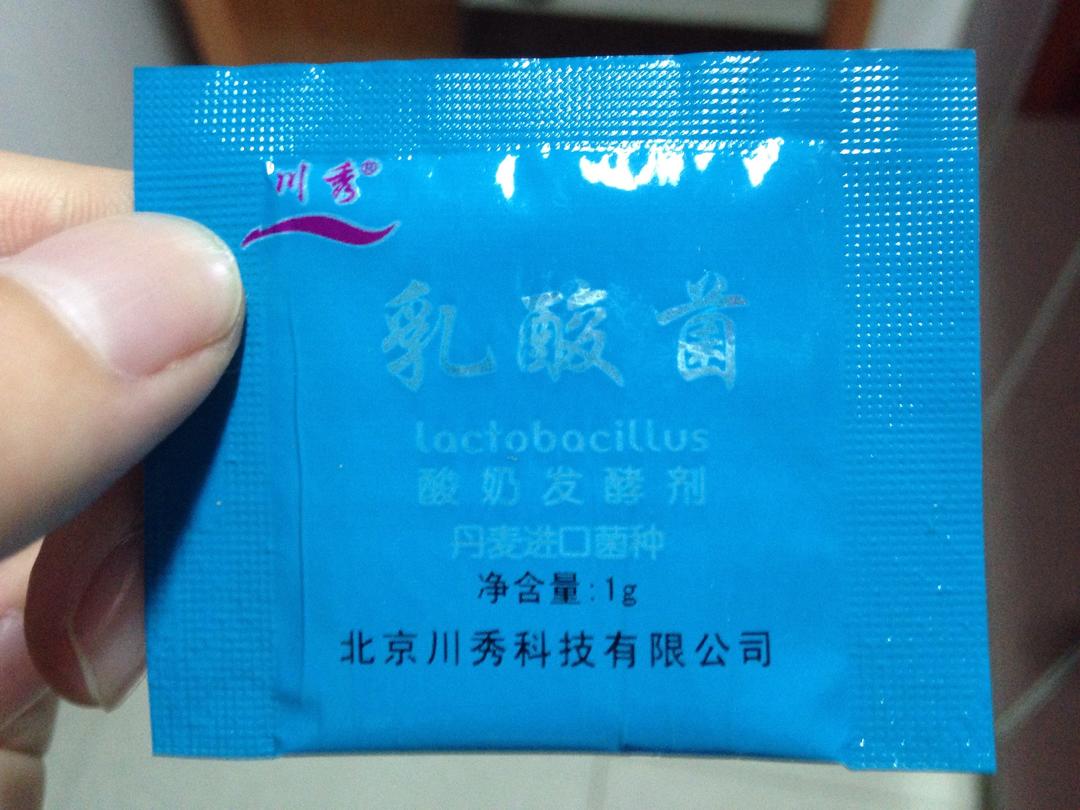 川秀®
乳酸菌
lactobacillus
酸奶发酵剂
丹麦进口菌种
净含量:1g
北京川秀科技有限公司